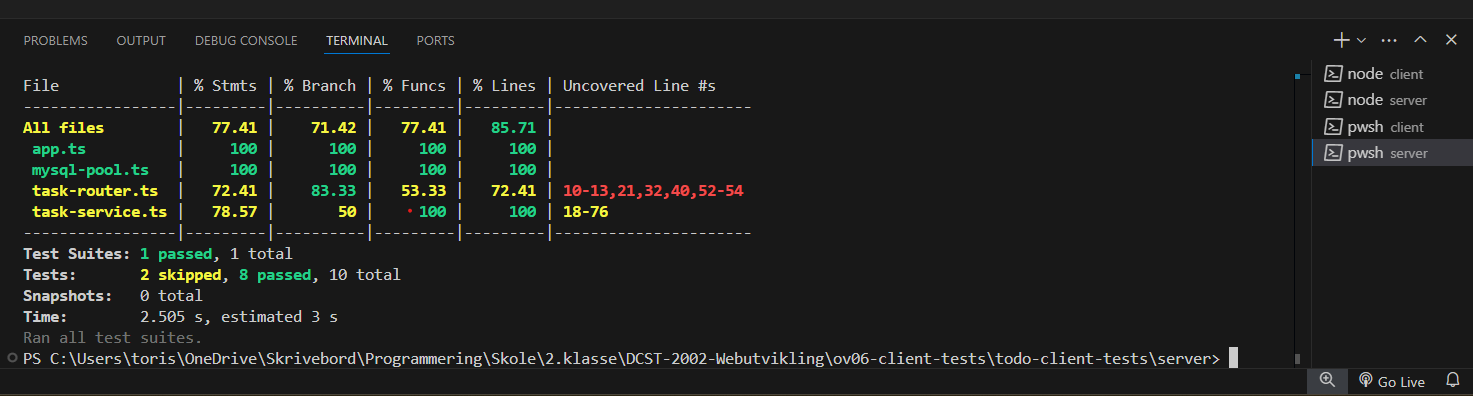 PROBLEMS OUTPUT DEBUG CONSOLE TERMINAL PORTS
File | % Stmts | % Branch | % Funcs | % Lines | Uncovered Line #s
-----------------|---------|----------|---------|---------|---------------------
All files | 77.41 | 71.42 | 77.41 | 85.71 |
app.ts | 100 | 100 | 100 | 100 |
mysql-pool.ts | 100 | 100 | 100 | 100 |
task-router.ts | 72.41 | 83.33 | 53.33 | 72.41 | 10-13,21,32,40,52-54
task-service.ts | 78.57 | 50 | 100 | 100 | 18-76
-----------------|---------|----------|---------|---------|---------------------
Test Suites: 1 passed, 1 total
Tests: 2 skipped, 8 passed, 10 total
Snapshots: 0 total
Time: 2.505 s, estimated 3 s
Ran all test suites.
PS C:\Users\toris\OneDrive\Skrivebord\Programmering\Skole\2.klasse\DCST-2002-Webutvikling\ov06-client-tests\todo-client-tests\server>
node client
node server
pwsh client
pwsh server
Go Live